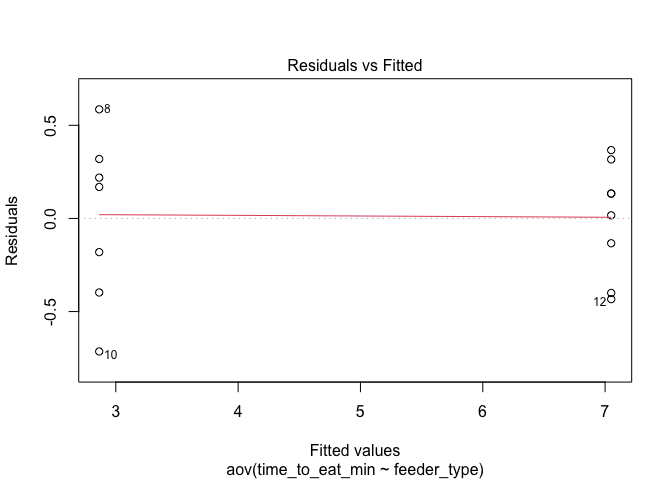 Residuals vs Fitted
8
10
12
0.5
0.0
-0.5
Residuals
3 4 5 6 7
Fitted values
aov(time_to_eat_min ~ feeder_type)